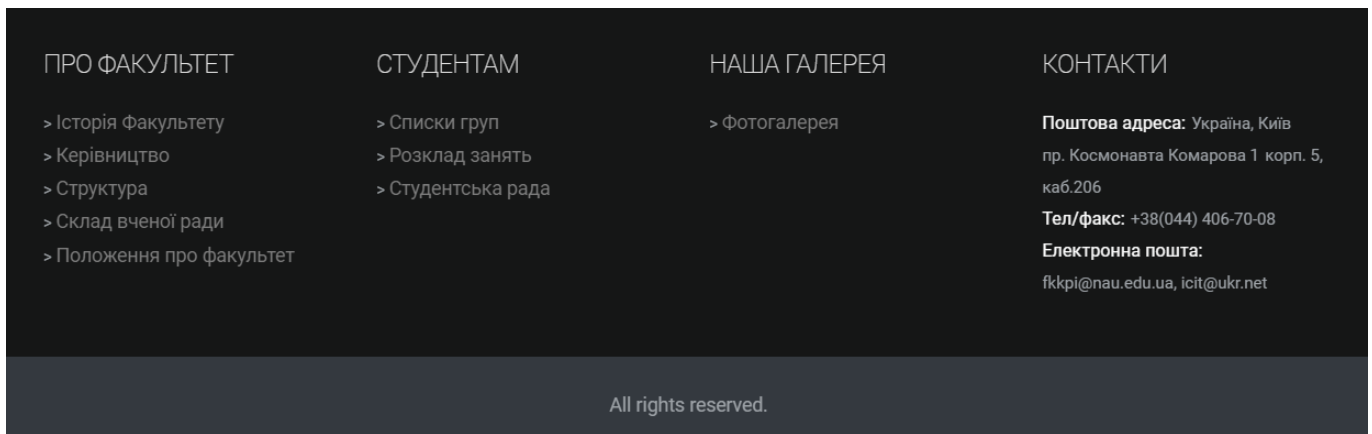 ПРО ФАКУЛЬТЕТ
> Історія Факультету
> Керівництво
> Структура
> Склад вченої ради
> Положення про факультет
СТУДЕНТАМ
> Списки груп
> Розклад занять
> Студентська рада
НАША ГАЛЕРЕЯ
> Фотогалерея
КОНТАКТИ
Поштова адреса: Україна, Київ
пр. Космонавта Комарова 1 корп. 5,
каб.206
Тел/факс: +38(044) 406-70-08
Електронна пошта:
fkkpi@nau.edu.ua, icit@ukr.net
All rights reserved.